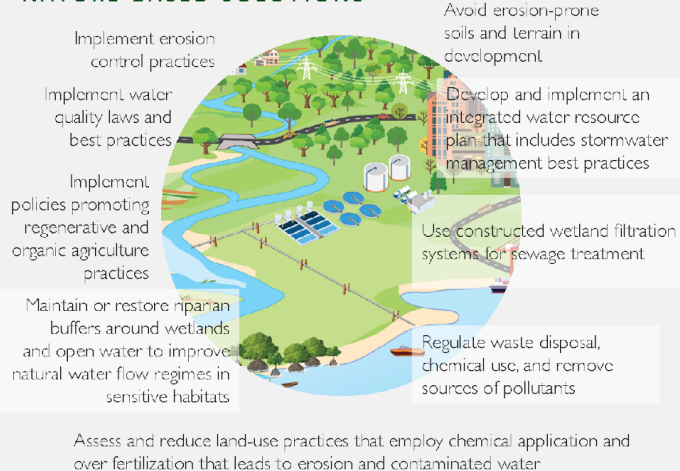 NATURE-BASED SOLUTIONS
Implement erosion
control practices
Implement water
quality laws and
best practices
Implement
policies promoting
regenerative and
organic agriculture
practices
Maintain or restore riparian
buffers around wetlands
and open water to improve
natural water flow regimes in
sensitive habitats
Avoid erosion-prone
soils and terrain in
development
Develop and implement an
integrated water resource
plan that includes stormwater
management best practices
Use constructed wetland filtration
systems for sewage treatment
Regulate waste disposal,
chemical use, and remove
sources of pollutants
Assess and reduce land-use practices that employ chemical application and
over fertilization that leads to erosion and contaminated water